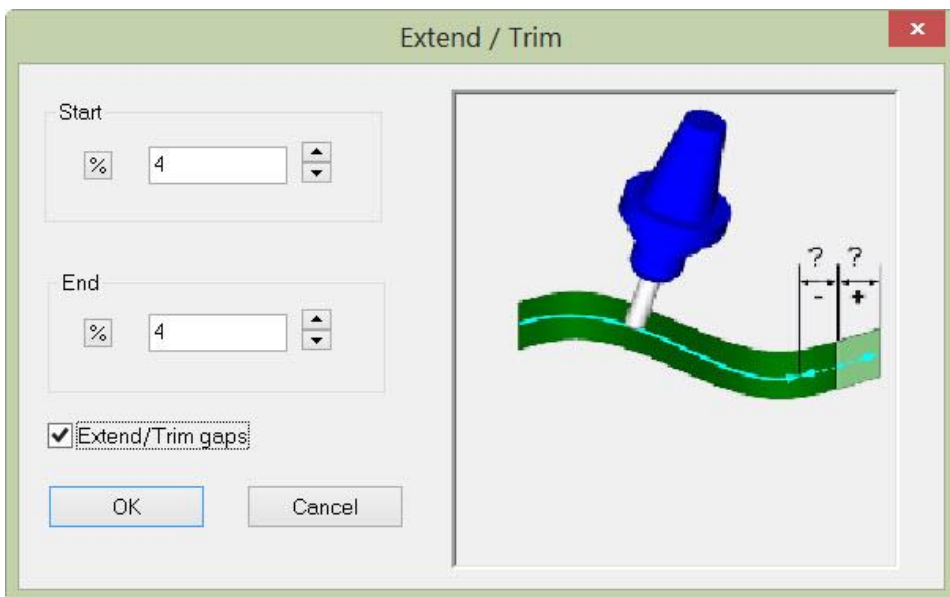 Extend / Trim
x
Start
% 4
End
% 4
Extend/Trim gaps
OK Cancel
? ?
- +